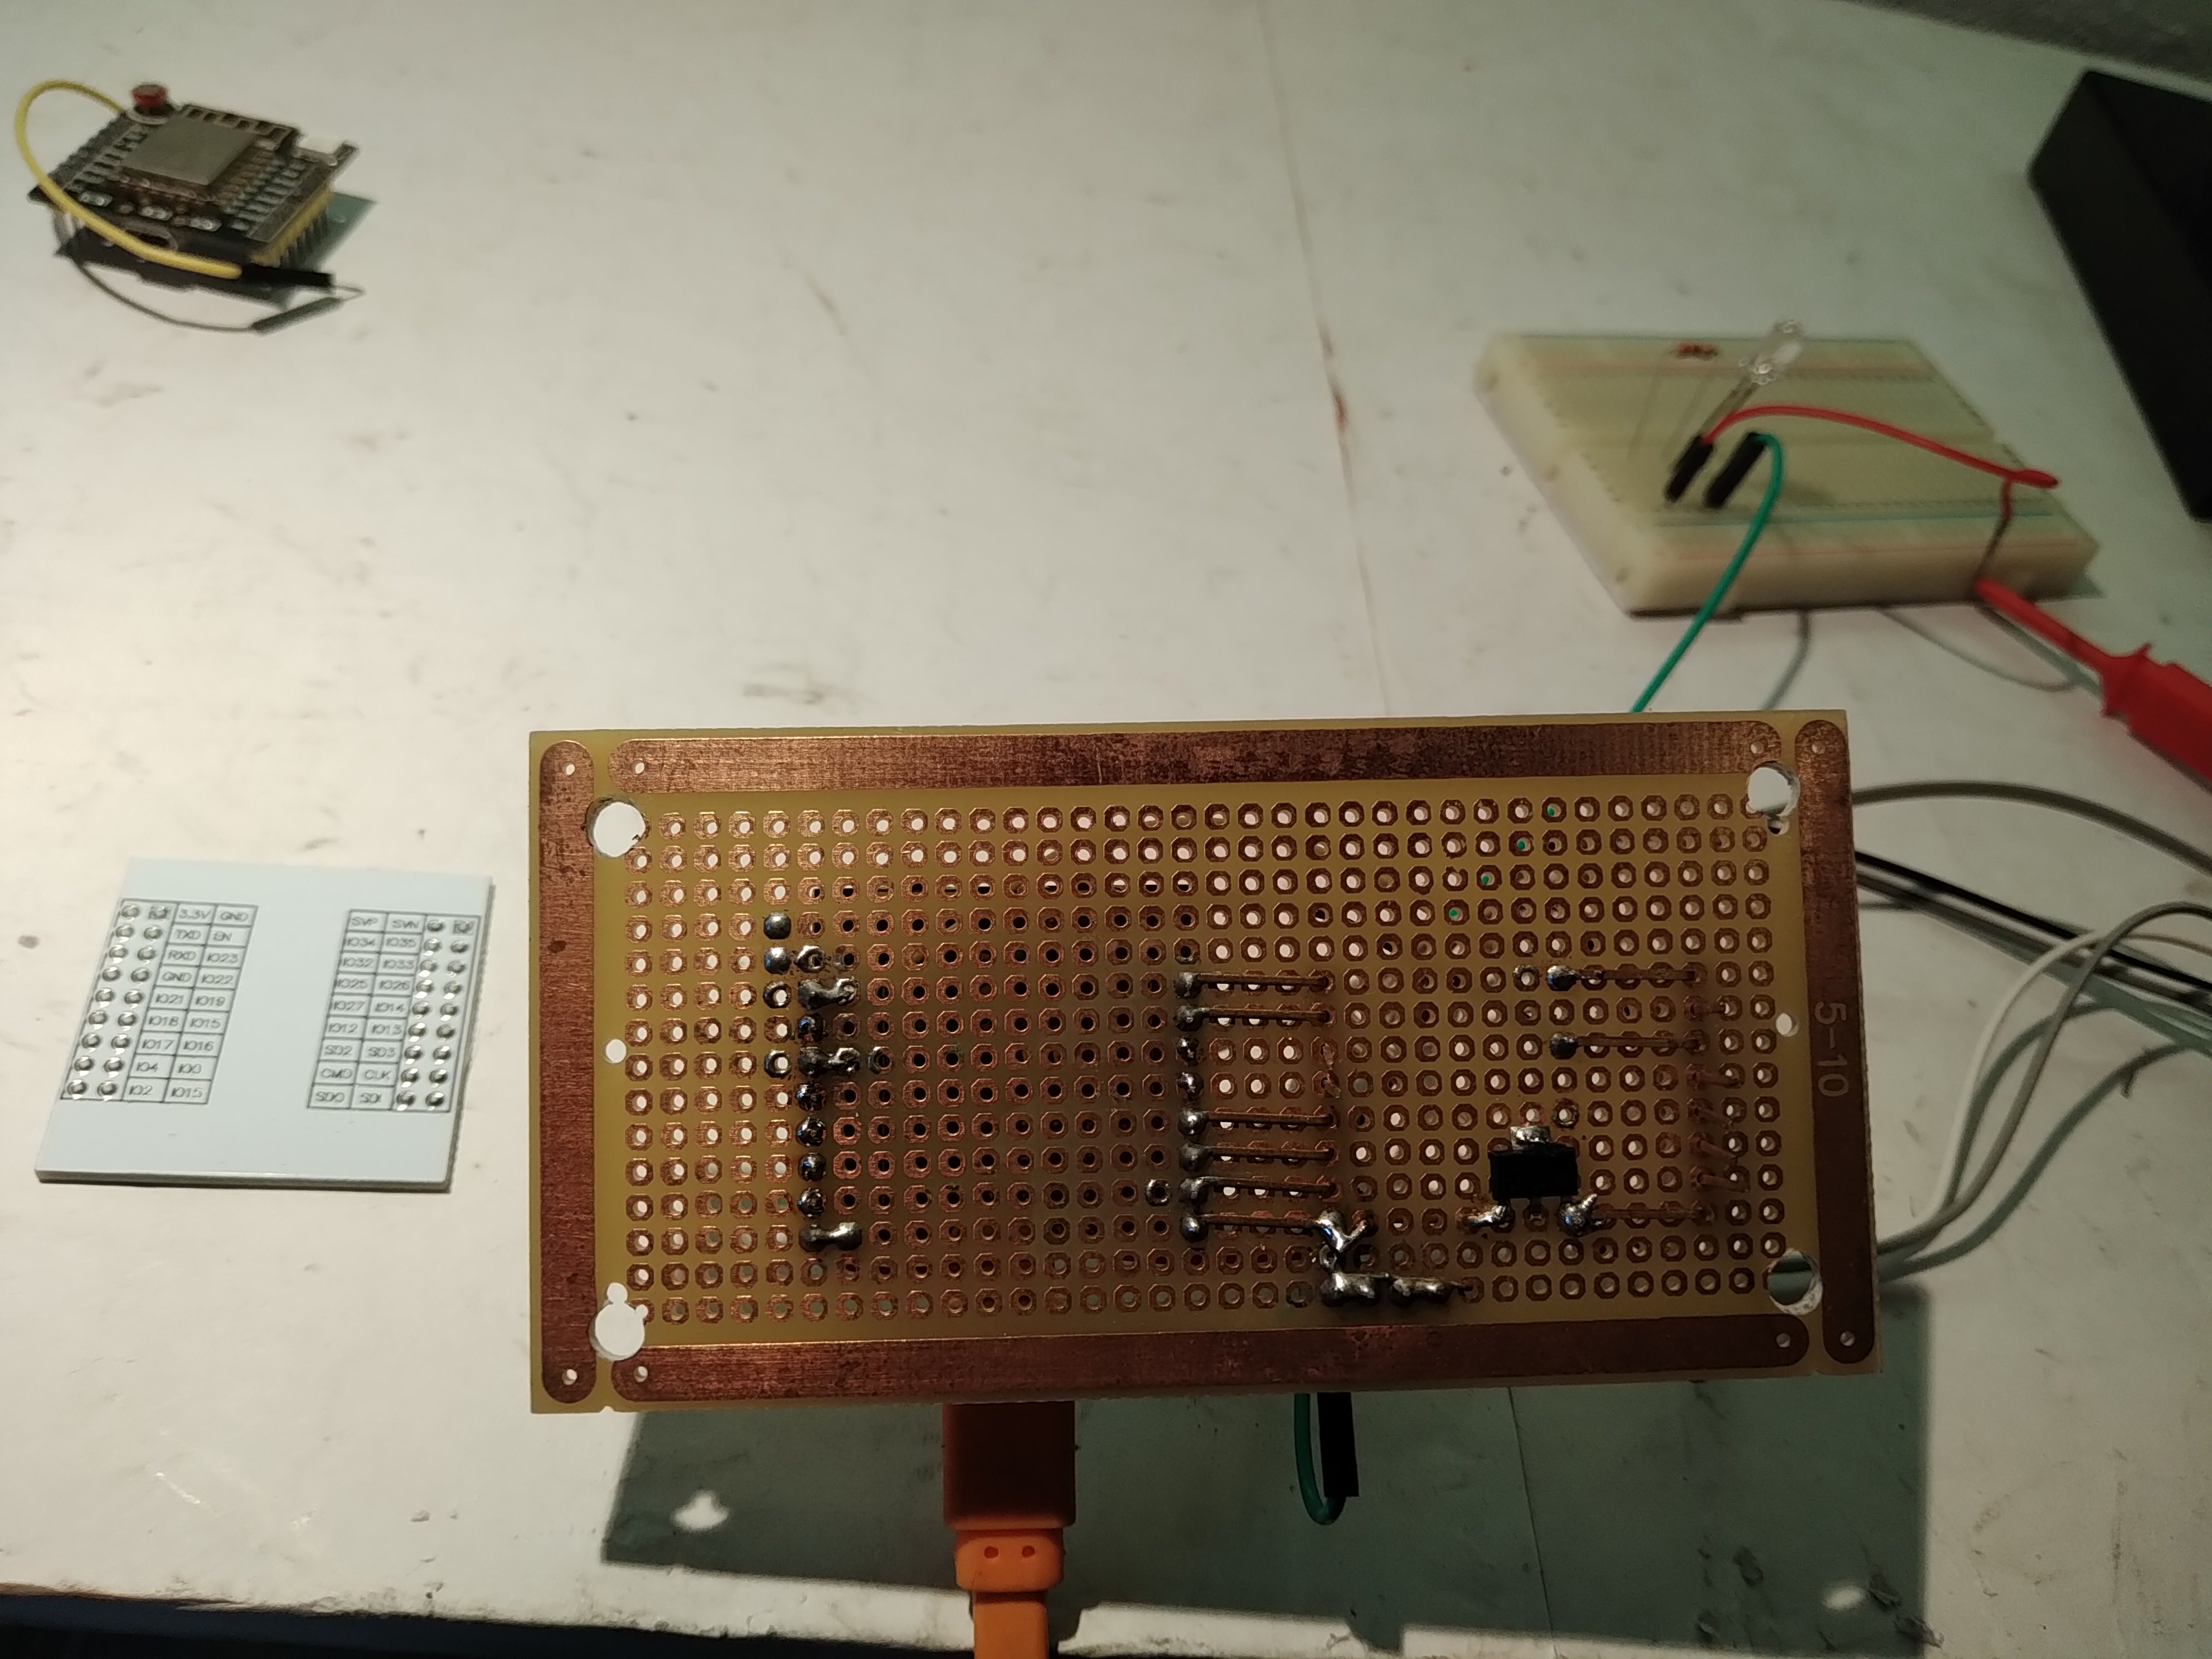 3.3V GND
TXD EN
RXD IO23
GND IO22
IO21 IO19
IO18 IO15
IO17 IO16
IO4 IO0
IO2 IO15
SVP SVN
IO34 IO35
IO32 IO33
IO25 IO26
IO27 IO14
IO12 IO13
SD2 SD3
CMD CLK
SD0 SD1
5-10